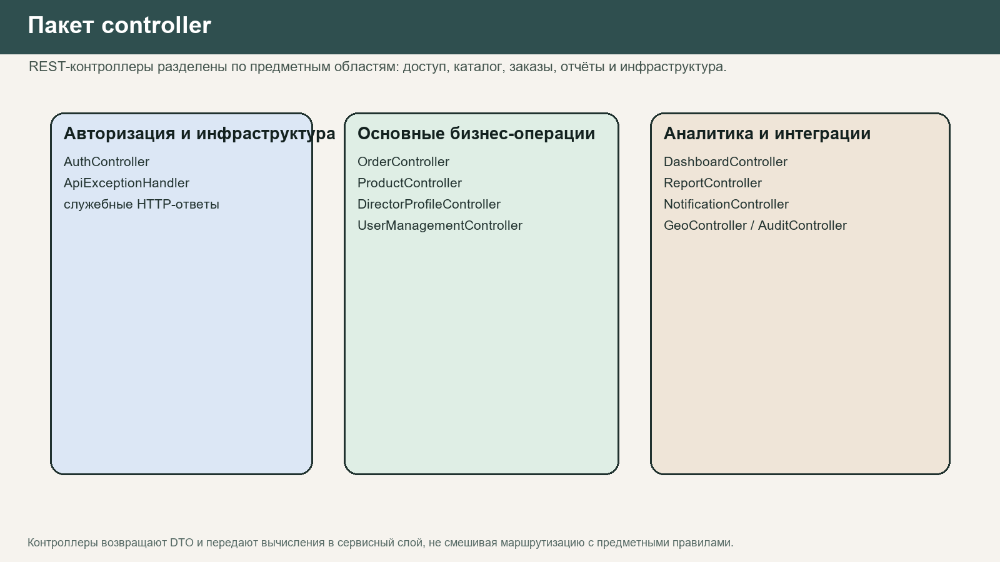 Пакет controller
REST-контроллеры разделены по предметным областям: доступ, каталог, заказы, отчёты и инфраструктура.
Авторизация и инфраструктура
AuthController
ApiExceptionHandler
служебные HTTP-ответы
Основные бизнес-операции
OrderController
ProductController
DirectorProfileController
UserManagementController
Аналитика и интеграции
DashboardController
ReportController
NotificationController
GeoController / AuditController
Контроллеры возвращают DTO и передают вычисления в сервисный слой, не смешивая маршрутизацию с предметными правилами.